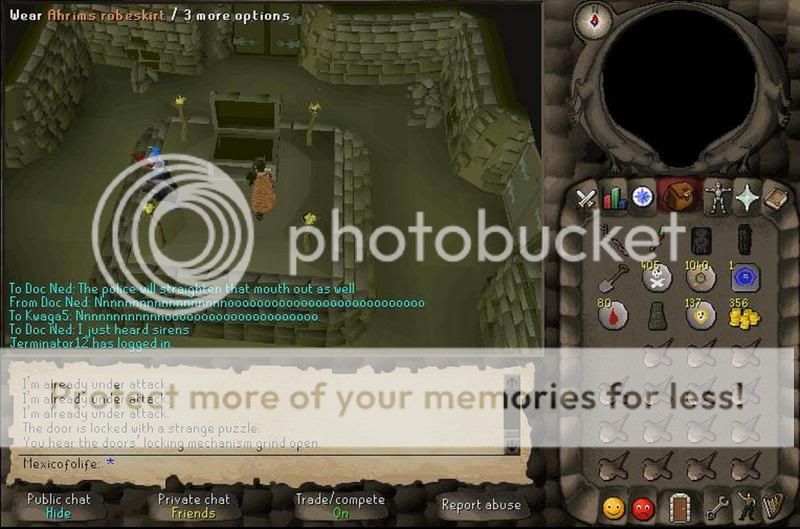 Wear Ahrims robeskirt / 3 more options
photobucket
To Doc Ned: The police will straighten that mouth out as well
From Doc Ned: Nnnnnnnnnnnnnnnnnnooooooooooooooooooooooooooo
To Kwaga5: Nnnnnnnnnnnooooooooooooooooooo
To Doc Ned: I just heard sirens
Jerminator12 has logged in.
405
1040
1
80
137
356
I'm already under attack.
I'm already under attack.
I'm already under attack.
The door is locked with a strange puzzle.
You hear the doors' locking mechanism grind open.
Protect more of your memories for less!
Mexicofolife: *
Public chat
Hide
Private chat
Friends
Trade/compete
On
Report abuse